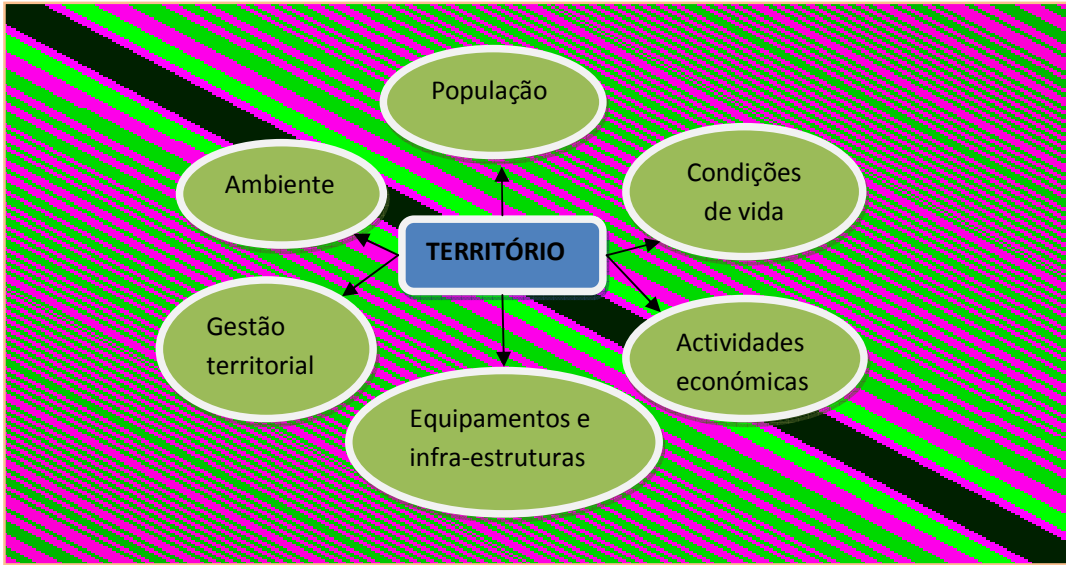 População
Ambiente
Condições
de vida
TERRITÓRIO
Gestão
territorial
Actividades
económicas
Equipamentos e
infra-estruturas